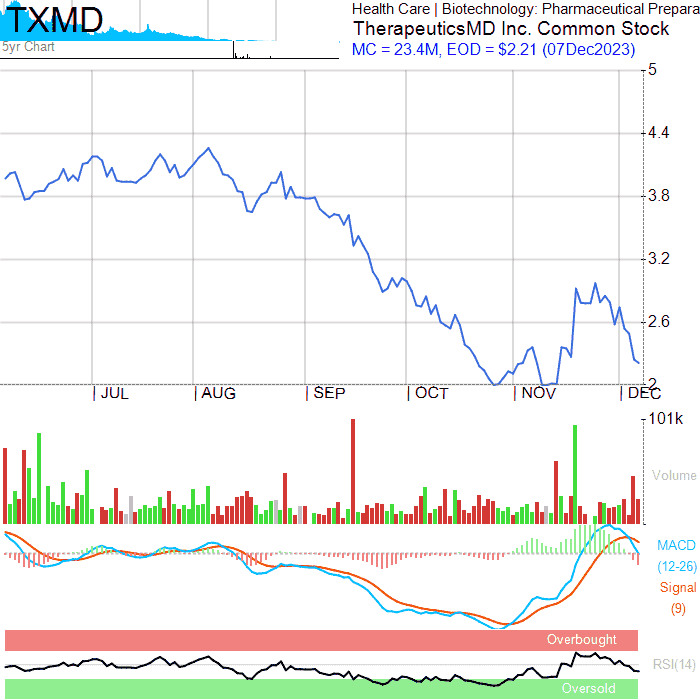 TXMD
5yr Chart
Health Care | Biotechnology: Pharmaceutical Prepara
TherapeuticsMD Inc. Common Stock
MC = 23.4M, EOD = $2.21 (07Dec2023)
5
4.4
3.8
3.2
2.6
2
JUL AUG SEP OCT NOV DEC
101k
Volume
MACD
(12-26)
Signal
(9)
Overbought
RSI(14)
Oversold